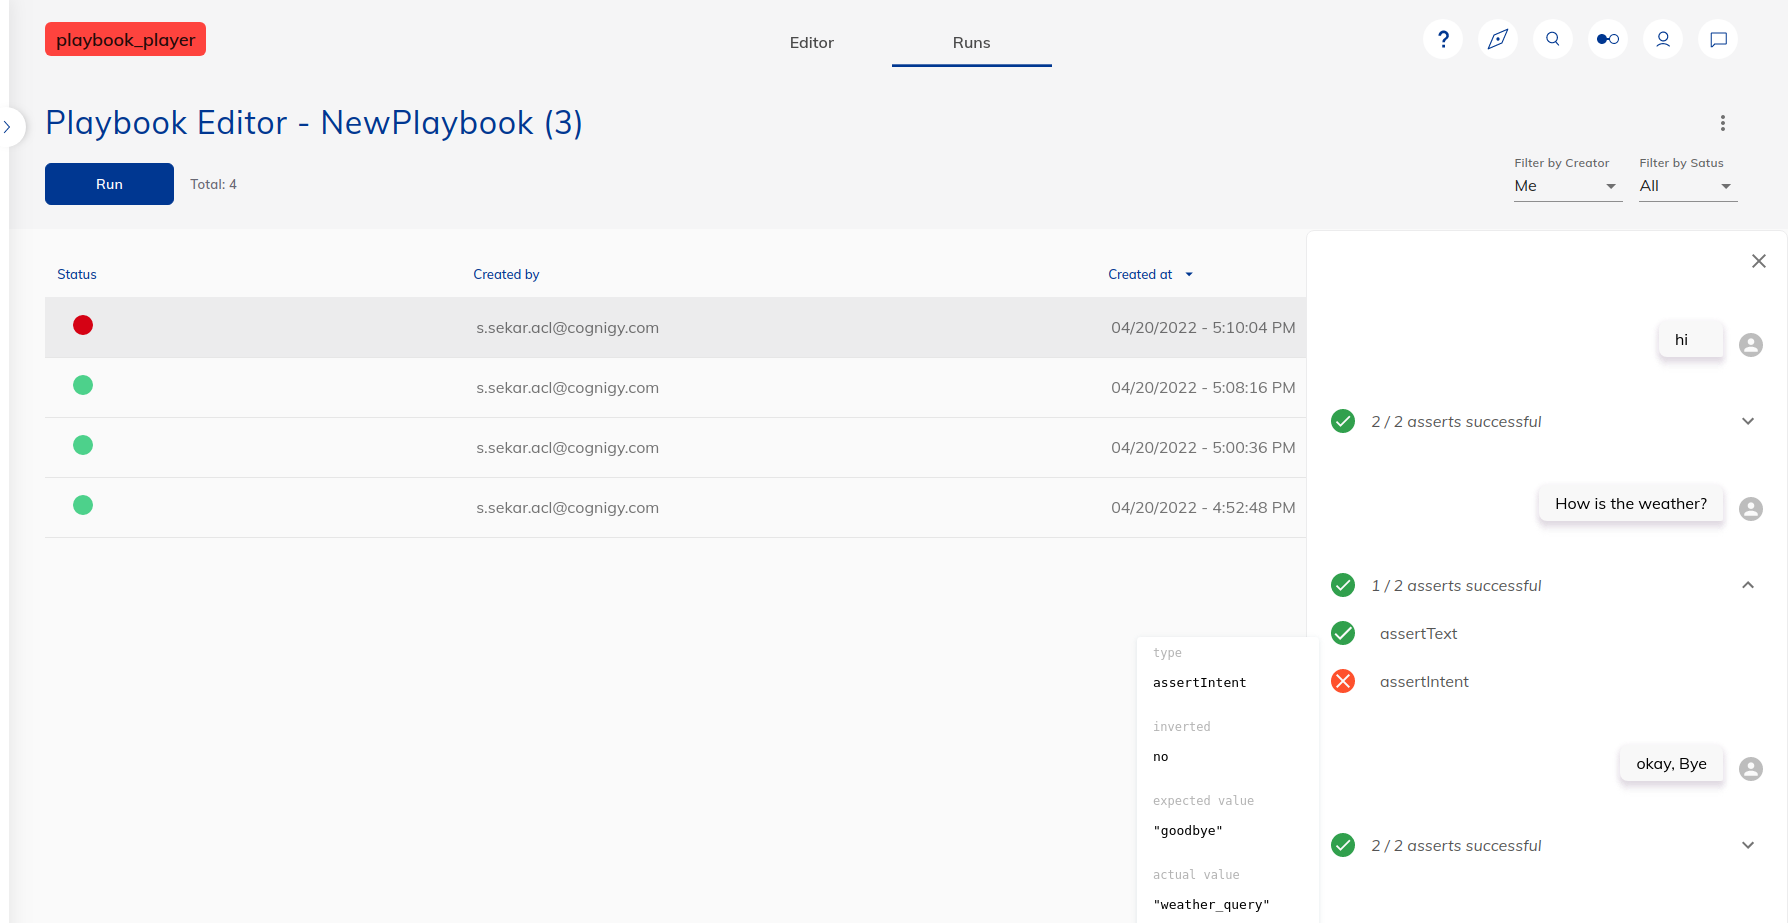 playbook_player
Editor
Runs
?
Playbook Editor - NewPlaybook (3)
Run
Total: 4
Filter by Creator
Me
Filter by Satus
All
Status
Created by
Created at
s.sekar.acl@cognigy.com
04/20/2022 - 5:10:04 PM
s.sekar.acl@cognigy.com
04/20/2022 - 5:08:16 PM
s.sekar.acl@cognigy.com
04/20/2022 - 5:00:36 PM
s.sekar.acl@cognigy.com
04/20/2022 - 4:52:48 PM
hi
2 / 2 asserts successful
How is the weather?
1 / 2 asserts successful
assertText
assertIntent
type
assertIntent
inverted
no
expected value
"goodbye"
actual value
"weather_query"
okay, Bye
2 / 2 asserts successful